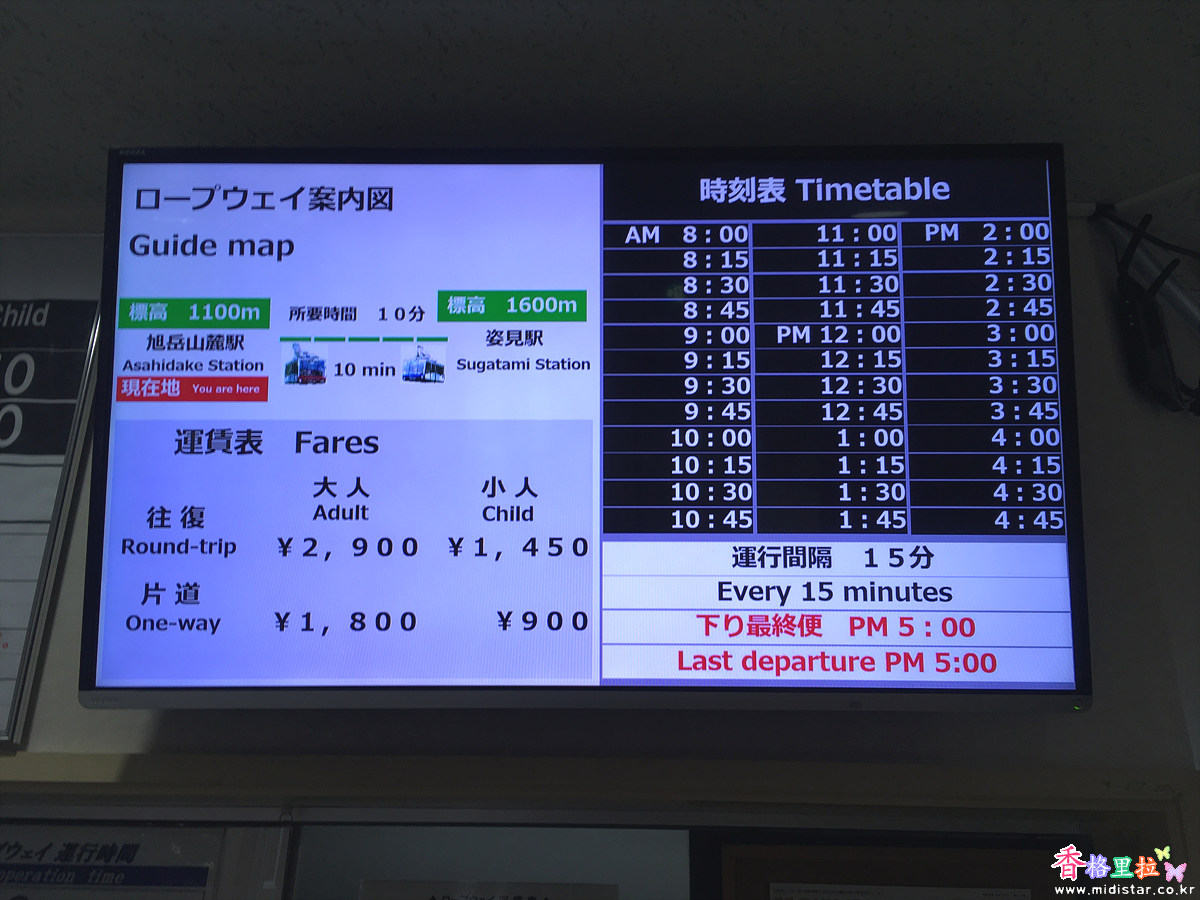 ロープウェイ案内図
Guide map
標高 1100m
所要時間 10分
標高 1600m
旭岳山麓駅
Asahidake Station
現在地 You are here
10 min
姿見駅
Sugatami Station
運賃表 Fares
大人 小人
Adult Child
往復
Round-trip ¥2,900 ¥1,450
片道
One-way ¥1,800 ¥900
時刻表 Timetable
AM 8:00 11:00 PM 2:00
8:15 11:15 2:15
8:30 11:30 2:30
8:45 11:45 2:45
9:00 PM 12:00 3:00
9:15 12:15 3:15
9:30 12:30 3:30
9:45 12:45 3:45
10:00 1:00 4:00
10:15 1:15 4:15
10:30 1:30 4:30
10:45 1:45 4:45
運行間隔 15分
Every 15 minutes
下り最終便 PM 5:00
Last departure PM 5:00
ウェイ 運行時間
operation time
香格里拉
www.midistar.co.kr